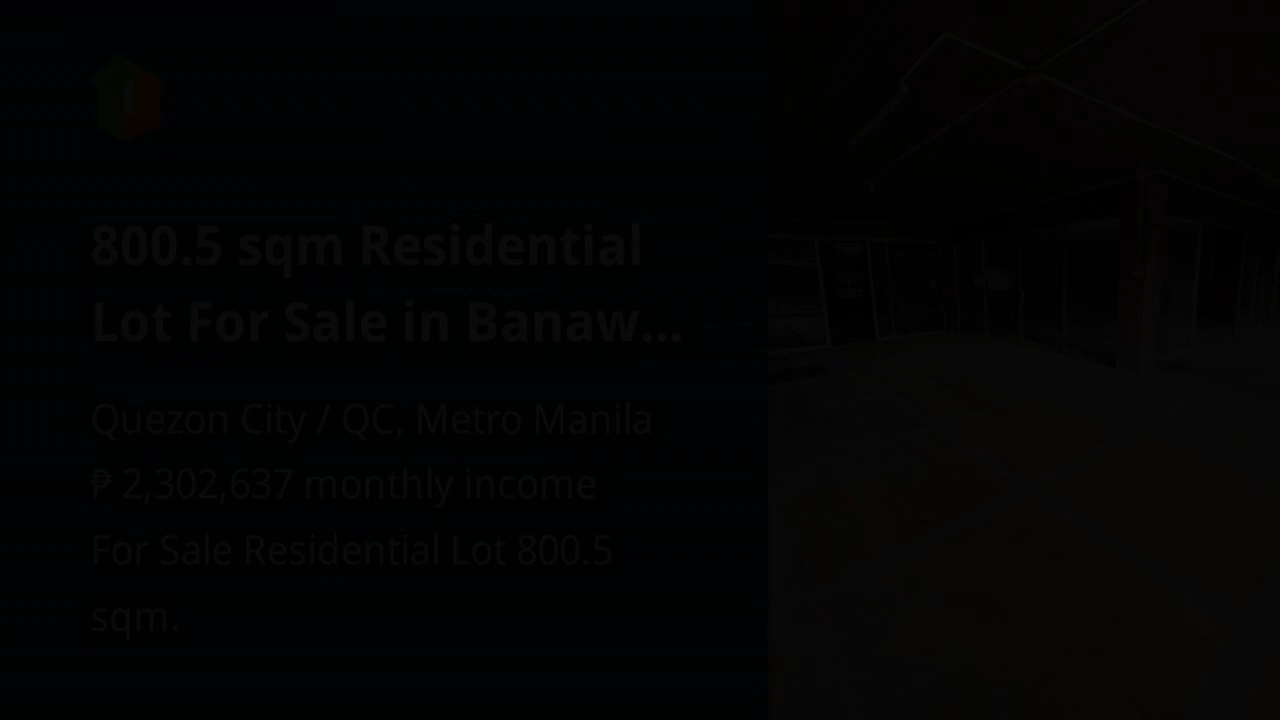 1
800.5 sqm Residential
Lot For Sale in Banaw...
Quezon City / QC, Metro Manila
₱ 2,302,637 monthly income
For Sale Residential Lot 800.5
sqm.